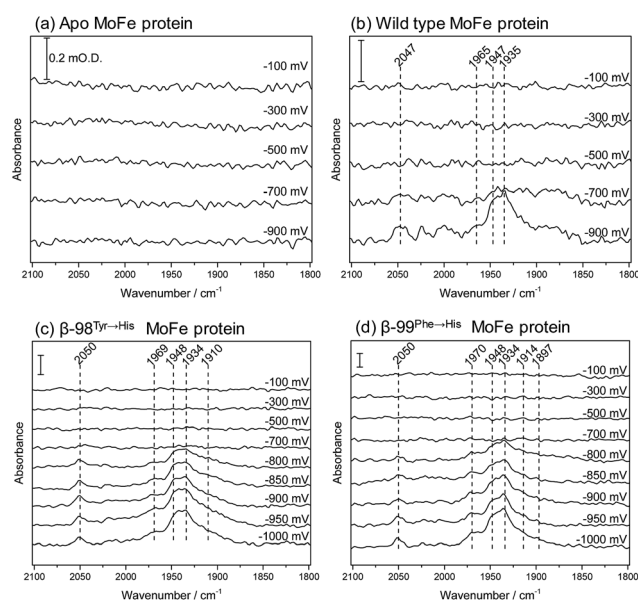 (a) Apo MoFe protein
0.2 mO.D.
-100 mV
-300 mV
-500 mV
-700 mV
-900 mV
Absorbance
2100 2050 2000 1950 1900 1850 1800
Wavenumber / cm-1
(b) Wild type MoFe protein
2047 1965 1947 1935
-100 mV
-300 mV
-500 mV
-700 mV
-900 mV
Absorbance
2100 2050 2000 1950 1900 1850 1800
Wavenumber / cm-1
(c) β-98Tyr→His MoFe protein
2050 1969 1948 1934 1910
-100 mV
-300 mV
-500 mV
-700 mV
-800 mV
-850 mV
-900 mV
-950 mV
-1000 mV
Absorbance
2100 2050 2000 1950 1900 1850 1800
Wavenumber / cm-1
(d) β-99Phe→His MoFe protein
2050 1970 1948 1934 1914 1897
-100 mV
-300 mV
-500 mV
-700 mV
-800 mV
-850 mV
-900 mV
-950 mV
-1000 mV
Absorbance
2100 2050 2000 1950 1900 1850 1800
Wavenumber / cm-1